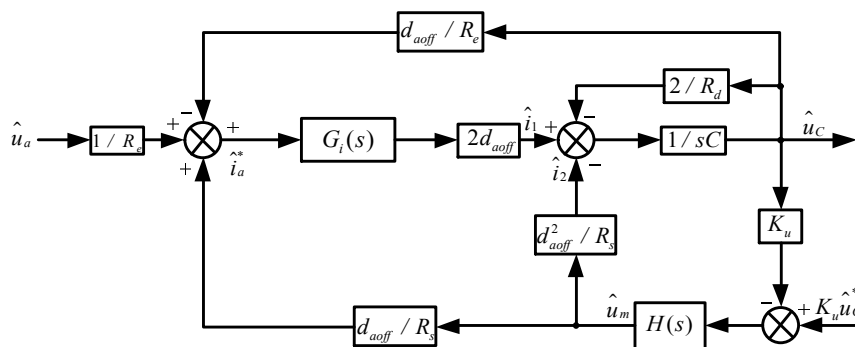 d_aoff / R_e
2 / R_d
û_a
1 / R_e
+
−
+
+
î_a^*
G_i(s)
2d_aoff
î_1
+
−
−
î_2
1 / sC
û_C
K_u
d_aoff^2 / R_s
d_aoff / R_s
û_m
H(s)
−
+
K_u û